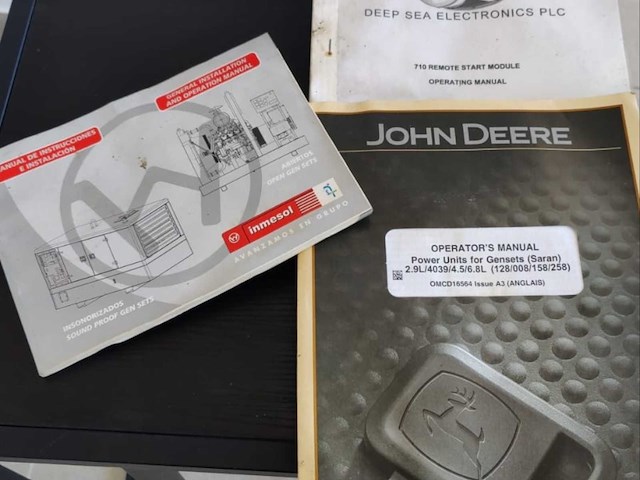 DEEP SEA ELECTRONICS PLC
710 REMOTE START MODULE
OPERATING MANUAL
MANUAL DE INSTRUCCIONES
E INSTALACIÓN
GENERAL INSTALLATION
AND OPERATION MANUAL
ABIERTOS
OPEN GEN SETS
inmesol
AVANZAMOS EN GRUPO
INSONORIZADOS
SOUND PROOF GEN SETS
JOHN DEERE
OPERATOR'S MANUAL
Power Units for Gensets (Saran)
2.9L/4039/4.5/6.8L (128/008/158/258)
OMCD16564 Issue A3 (ANGLAIS)